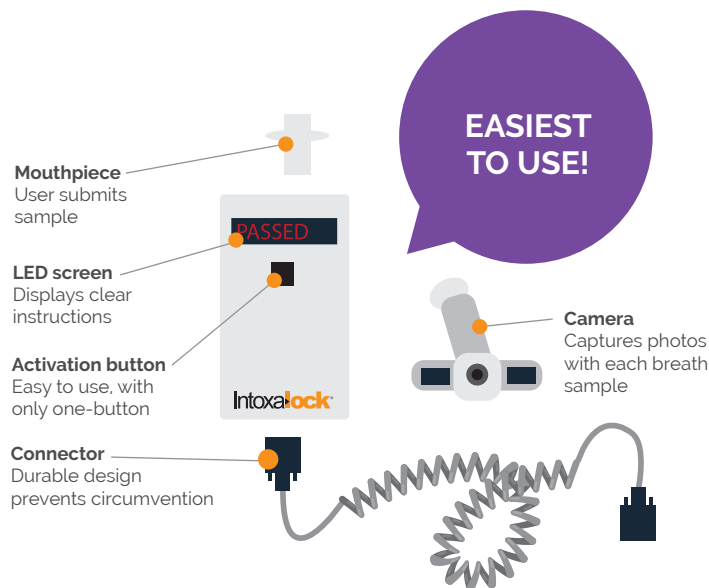 EASIEST
TO USE!
Mouthpiece
User submits
sample
PASSED
LED screen
Displays clear
instructions
Camera
Captures photos
with each breath
sample
Activation button
Easy to use, with
only one-button
Intoxalock
Connector
Durable design
prevents circumvention